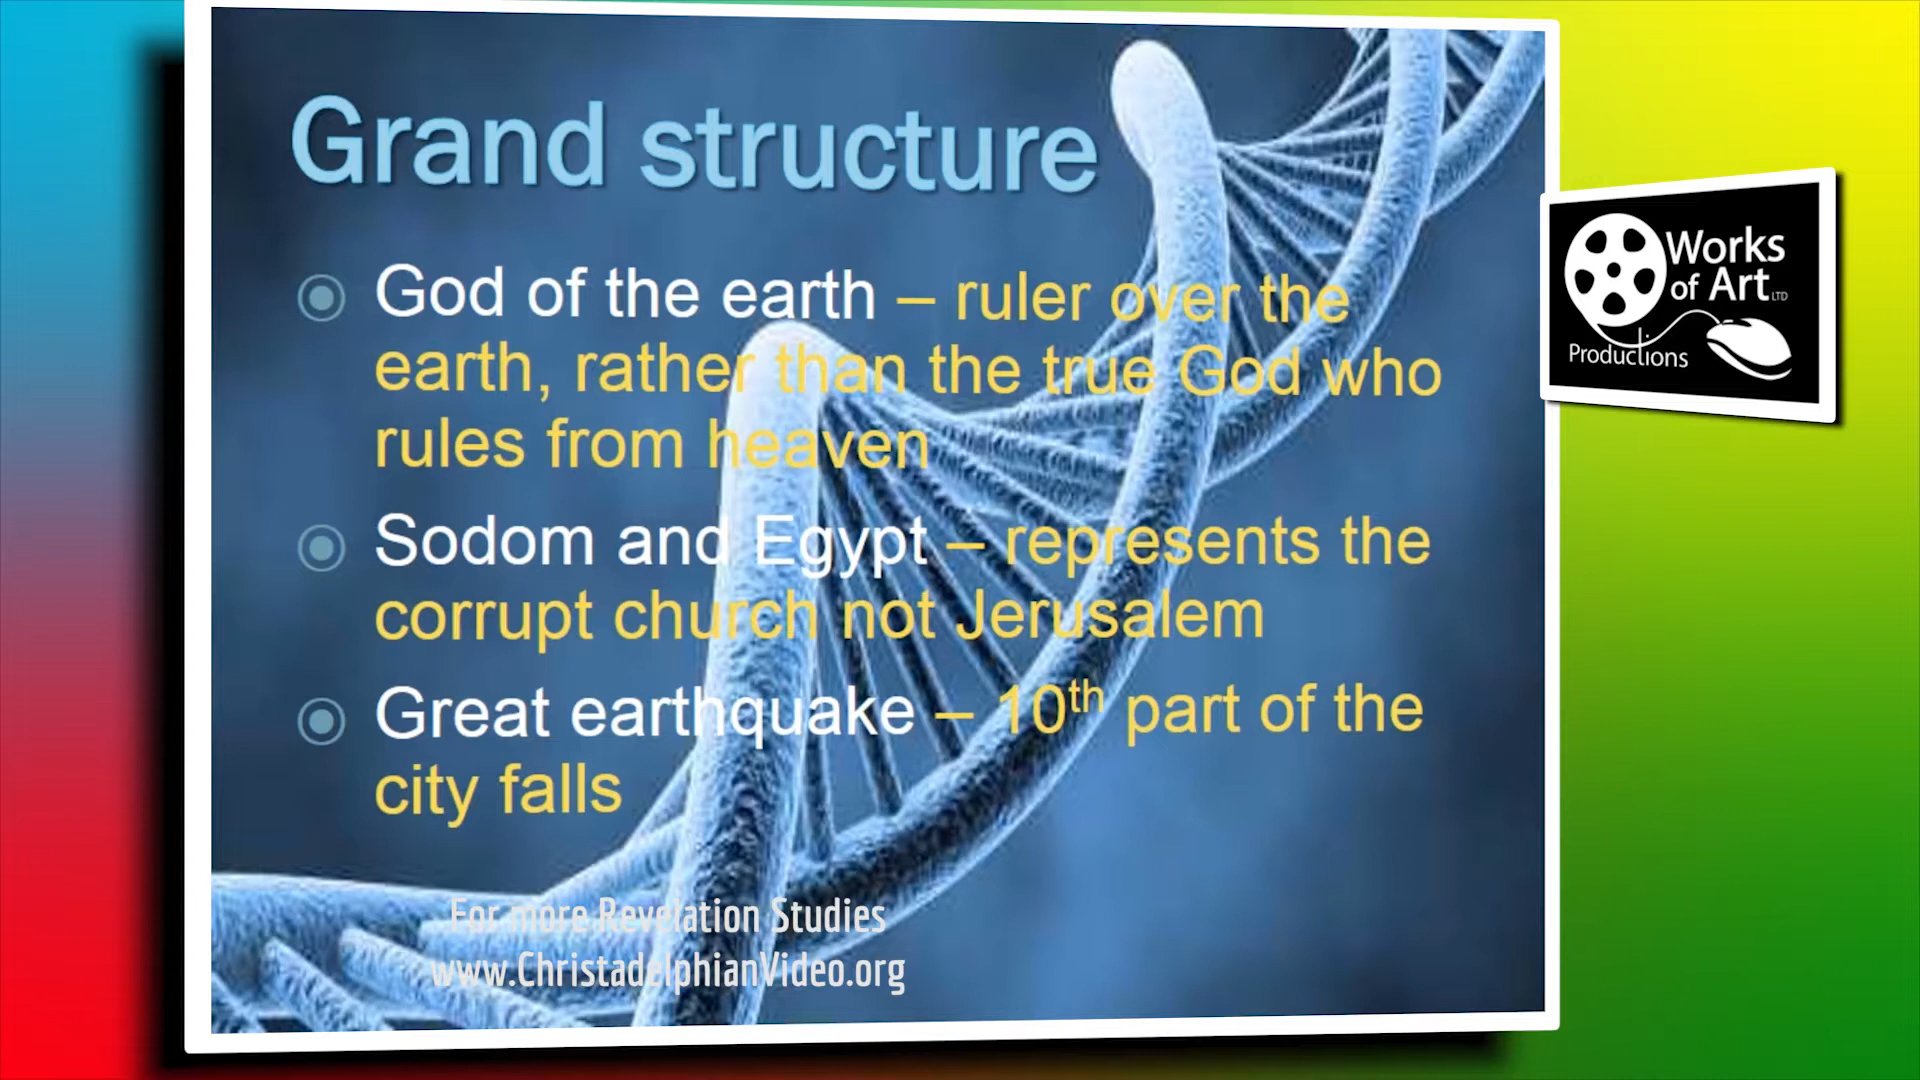 Grand structure
God of the earth – ruler over the
earth, rather than the true God who
rules from heaven
Sodom and Egypt – represents the
corrupt church not Jerusalem
Great earthquake – 10th part of the
city falls
For more Revelation Studies
www.ChristadelphianVideo.org
Works
of Art LTD
Productions